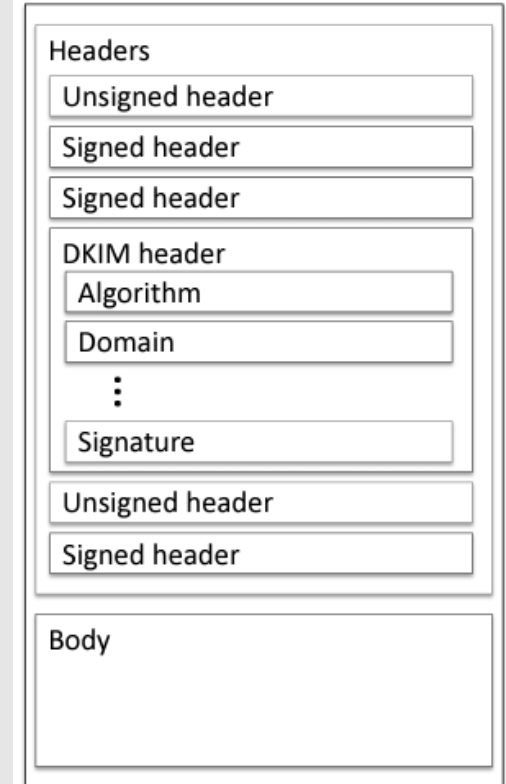 Headers
Unsigned header
Signed header
Signed header
DKIM header
Algorithm
Domain
⋮
Signature
Unsigned header
Signed header
Body